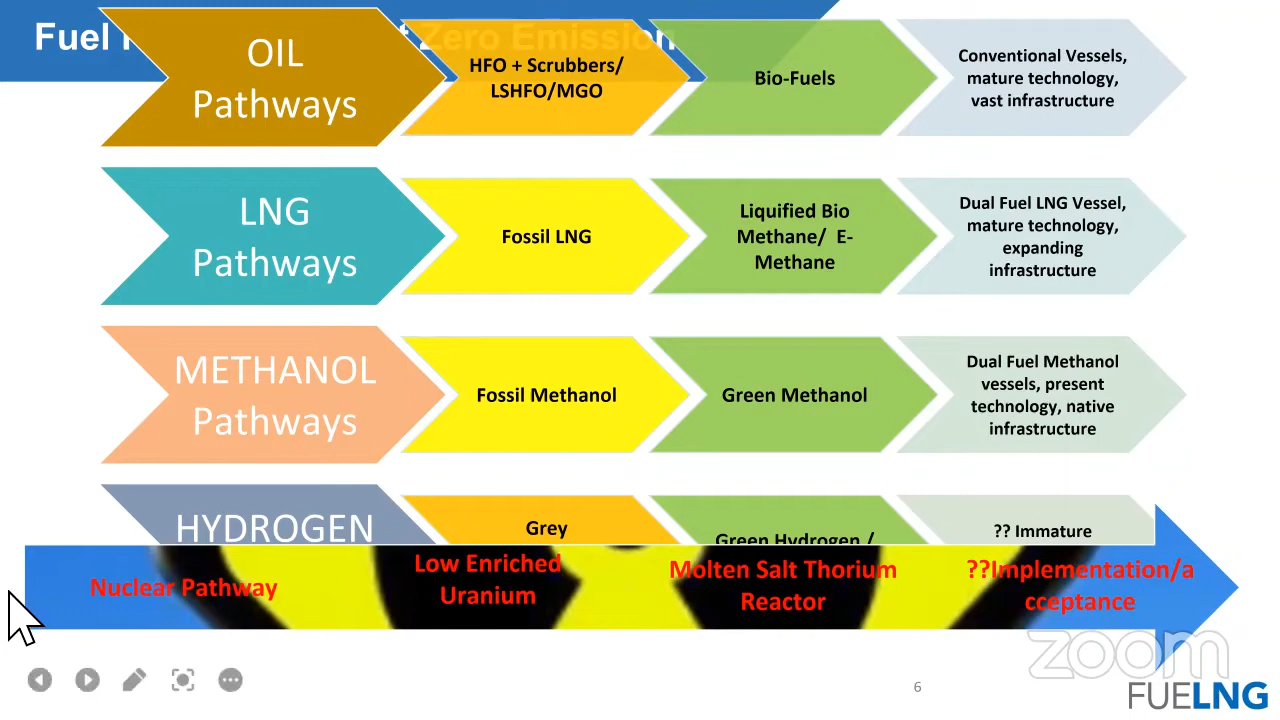 Fuel
Zero Emission
OIL
Pathways
HFO + Scrubbers/
LSHFO/MGO
Bio-Fuels
Conventional Vessels,
mature technology,
vast infrastructure
LNG
Pathways
Fossil LNG
Liquified Bio
Methane/ E-
Methane
Dual Fuel LNG Vessel,
mature technology,
expanding
infrastructure
METHANOL
Pathways
Fossil Methanol
Green Methanol
Dual Fuel Methanol
vessels, present
technology, native
infrastructure
HYDROGEN
Grey
Green Hydrogen /
?? Immature
Nuclear Pathway
Low Enriched
Uranium
Molten Salt Thorium
Reactor
??Implementation/a
cceptance
zoom
6
FUELNG